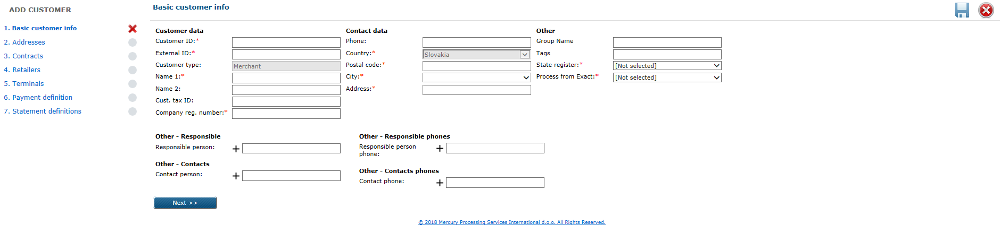 ADD CUSTOMER
1. Basic customer info
2. Addresses
3. Contracts
4. Retailers
5. Terminals
6. Payment definition
7. Statement definitions
Basic customer info
Customer data
Customer ID:*
External ID:*
Customer type: Merchant
Name 1:*
Name 2:
Cust. tax ID:
Company reg. number:*
Contact data
Phone:
Country:* Slovakia
Postal code:*
City:*
Address:*
Other
Group Name
Tags
State register:* [Not selected]
Process from Exact:* [Not selected]
Other - Responsible
Responsible person: +
Other - Contacts
Contact person: +
Other - Responsible phones
Responsible person +
phone:
Other - Contacts phones
Contact phone: +
Next >>
© 2018 Mercury Processing Services International d.o.o. All Rights Reserved.